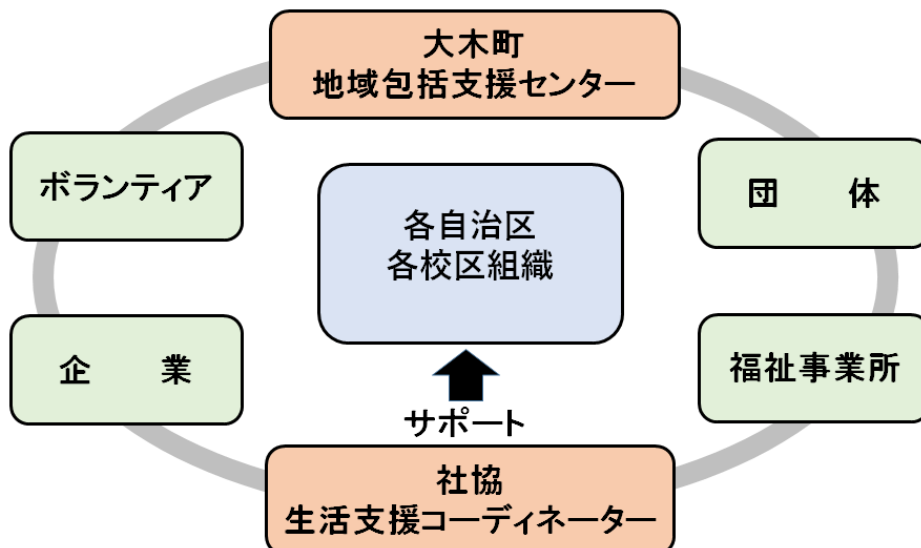 大木町
地域包括支援センター
ボランティア
団　　体
各自治区
各校区組織
企　　業
福祉事業所
サポート
社協
生活支援コーディネーター